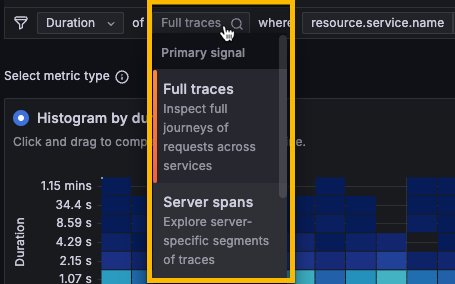 Duration of Full traces where resource.service.name
Primary signal
Select metric type
Full traces
Inspect full
journeys of
requests across
services
Histogram by du
Click and drag to comp
e.
Server spans
Explore server-
specific segments
of traces
Duration
1.15 mins
34.4 s
8.59 s
4.29 s
2.15 s
1.07 s